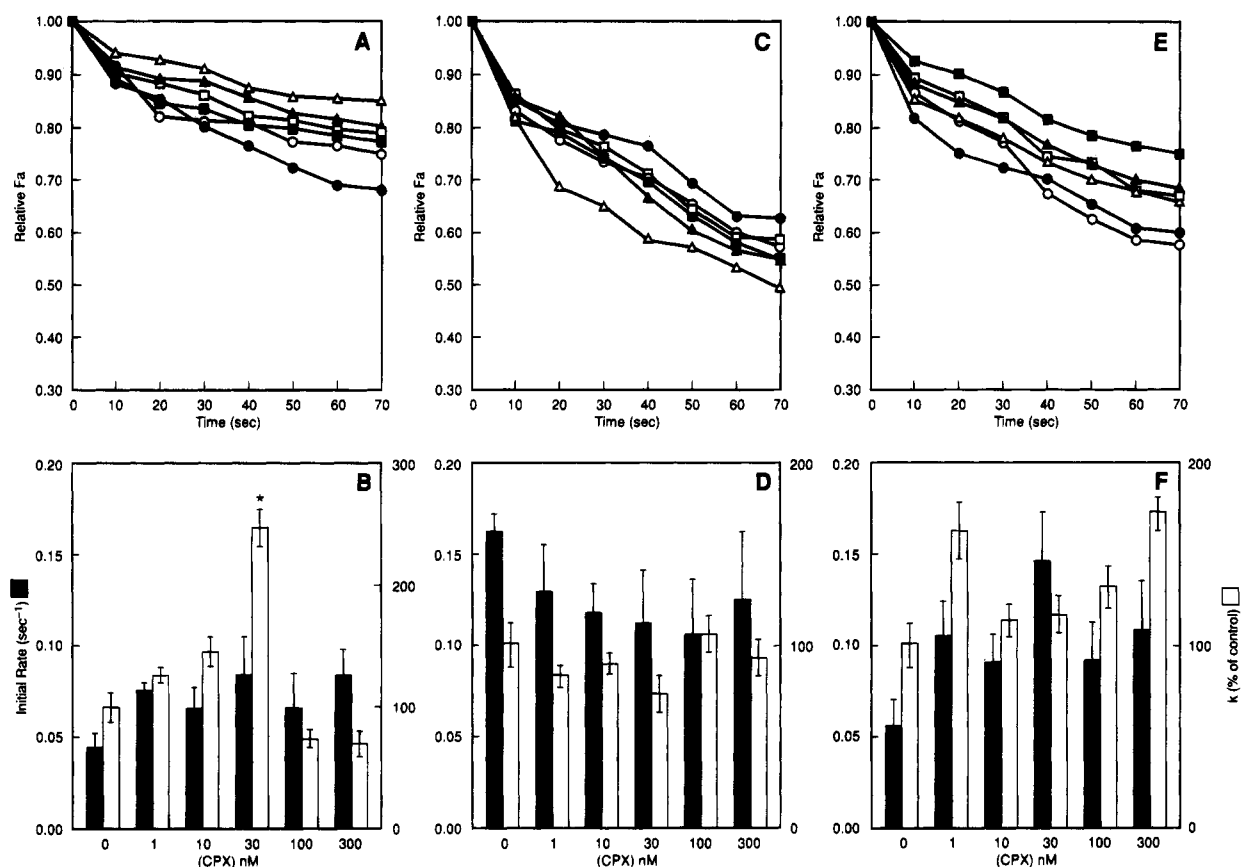 A
1.00
0.90
0.80
0.70
0.60
0.50
0.40
0.30
Relative Fa
0 10 20 30 40 50 60 70
Time (sec)
C
1.00
0.90
0.80
0.70
0.60
0.50
0.40
0.30
Relative Fa
0 10 20 30 40 50 60 70
Time (sec)
E
1.00
0.90
0.80
0.70
0.60
0.50
0.40
0.30
Relative Fa
0 10 20 30 40 50 60 70
Time (sec)
B
*
0.20
0.15
0.10
0.05
0.00
Initial Rate (sec⁻¹)
300
200
100
0
0 1 10 30 100 300
(CPX) nM
D
0.20
0.15
0.10
0.05
0.00
200
100
0
0 1 10 30 100 300
(CPX) nM
F
0.20
0.15
0.10
0.05
0.00
200
100
0
k (% of control)
0 1 10 30 100 300
(CPX) nM